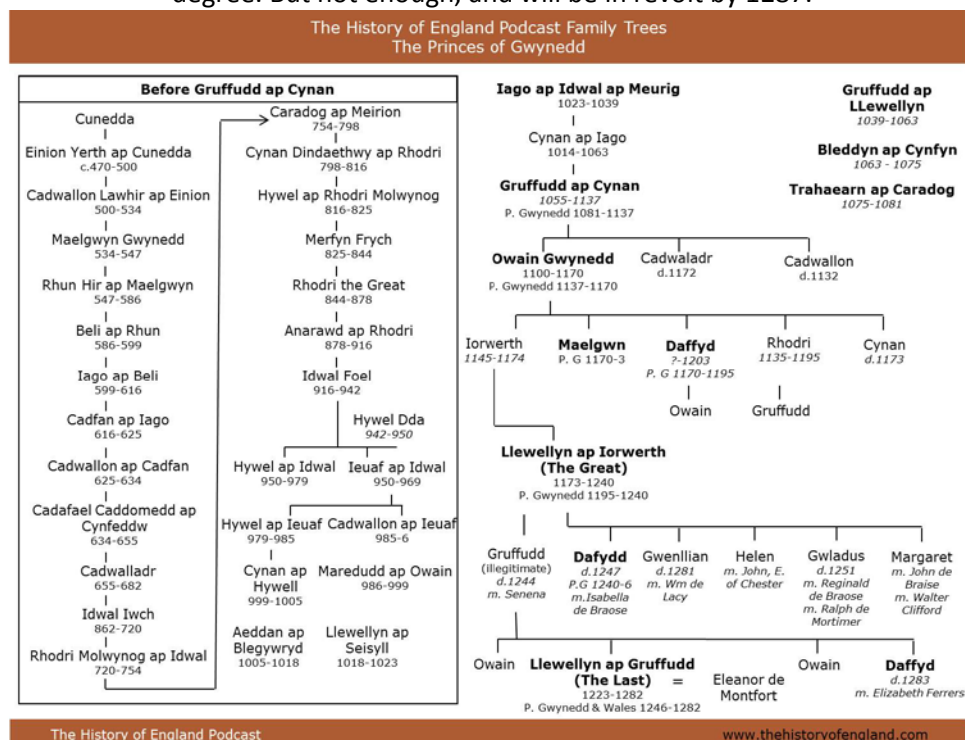 degree. But not enough, and will be in revolt by 1287.
The History of England Podcast Family Trees
The Princes of Gwynedd
Before Gruffudd ap Cynan
Cunedda
Einion Yerth ap Cunedda
c.470-500
Cadwallon Lawhir ap Einion
500-534
Maelgwyn Gwynedd
534-547
Rhun Hir ap Maelgwyn
547-586
Beli ap Rhun
586-599
Iago ap Beli
599-616
Cadfan ap Iago
616-625
Cadwallon ap Cadfan
625-634
Cadafael Caddomedd ap
Cynfeddw
634-655
Cadwalladr
655-682
Idwal Iwch
862-720
Rhodri Molwynog ap Idwal
720-754
Caradog ap Meirion
754-798
Cynan Dindaethwy ap Rhodri
798-816
Hywel ap Rhodri Molwynog
816-825
Merfyn Frych
825-844
Rhodri the Great
844-878
Anarawd ap Rhodri
878-916
Idwal Foel
916-942
Hywel Dda
942-950
Hywel ap Idwal
950-979
Ieuaf ap Idwal
950-969
Hywel ap Ieuaf
979-985
Cadwallon ap Ieuaf
985-6
Cynan ap
Hywell
999-1005
Maredudd ap Owain
986-999
Aeddan ap
Blegywryd
1005-1018
Llewellyn ap
Seisyll
1018-1023
Iago ap Idwal ap Meurig
1023-1039
Cynan ap Iago
1014-1063
Gruffudd ap Cynan
1055-1137
P. Gwynedd 1081-1137
Gruffudd ap
LLewellyn
1039-1063
Bleddyn ap Cynfyn
1063 - 1075
Trahaearn ap Caradog
1075-1081
Owain Gwynedd
1100-1170
P. Gwynedd 1137-1170
Cadwaladr
d.1172
Cadwallon
d.1132
Iorwerth
1145-1174
Maelgwn
P. G 1170-3
Daffyd
?-1203
P. G 1170-1195
Rhodri
1135-1195
Cynan
d.1173
Owain
Gruffudd
Llewellyn ap Iorwerth
(The Great)
1173-1240
P. Gwynedd 1195-1240
Gruffudd
(illegitimate)
d.1244
m. Senena
Dafydd
d.1247
P.G 1240-6
m.Isabella
de Braose
Gwenllian
d.1281
m. Wm de
Lacy
Helen
m. John, E.
of Chester
Gwladus
d.1251
m. Reginald
de Braose
m. Ralph de
Mortimer
Margaret
m. John de
Braise
m. Walter
Clifford
Owain
Llewellyn ap Gruffudd
(The Last)
1223-1282
P. Gwynedd & Wales 1246-1282
=
Eleanor de
Montfort
Owain
Daffyd
d.1283
m. Elizabeth Ferrers
The History of England Podcast
www.thehistoryofengland.com